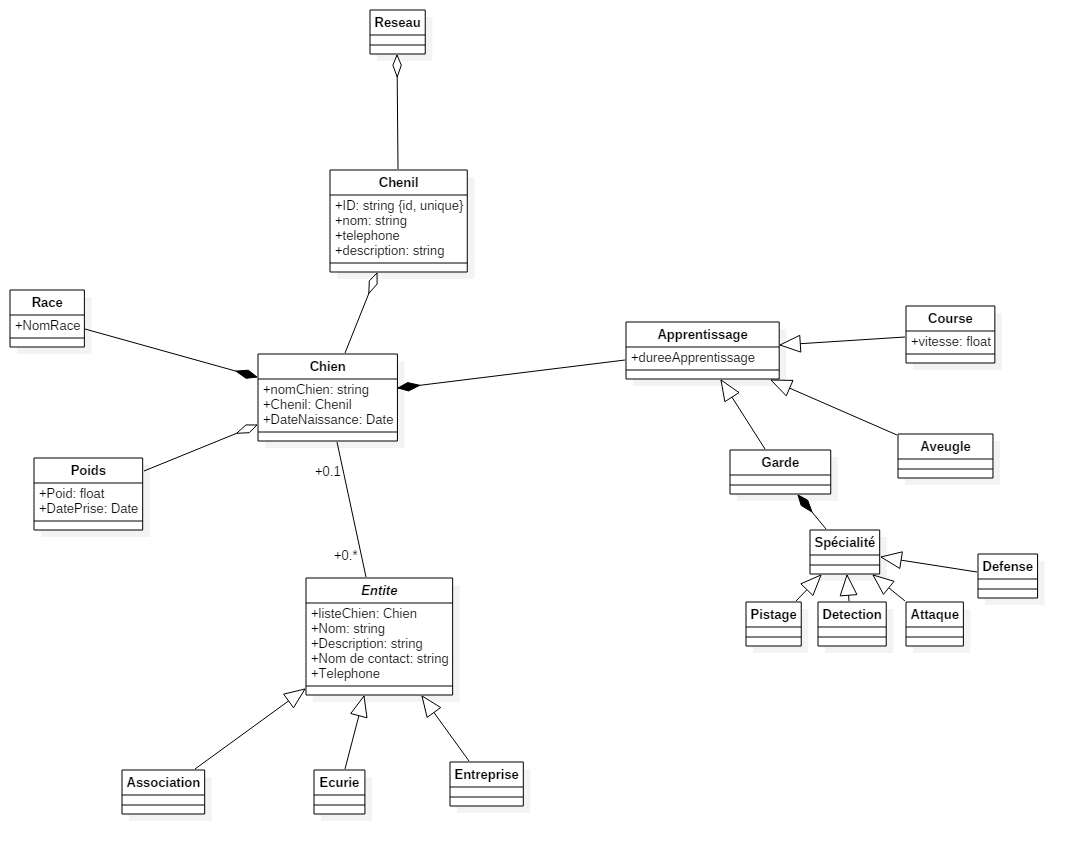 Reseau
Chenil
+ID: string {id, unique}
+nom: string
+telephone
+description: string
Race
+NomRace
Chien
+nomChien: string
+Chenil: Chenil
+DateNaissance: Date
Apprentissage
+dureeApprentissage
Course
+vitesse: float
Poids
+Poid: float
+DatePrise: Date
Garde
Aveugle
+0.1
+0.*
Spécialité
Defense
Pistage
Detection
Attaque
Entite
+listeChien: Chien
+Nom: string
+Description: string
+Nom de contact: string
+Telephone
Association
Ecurie
Entreprise